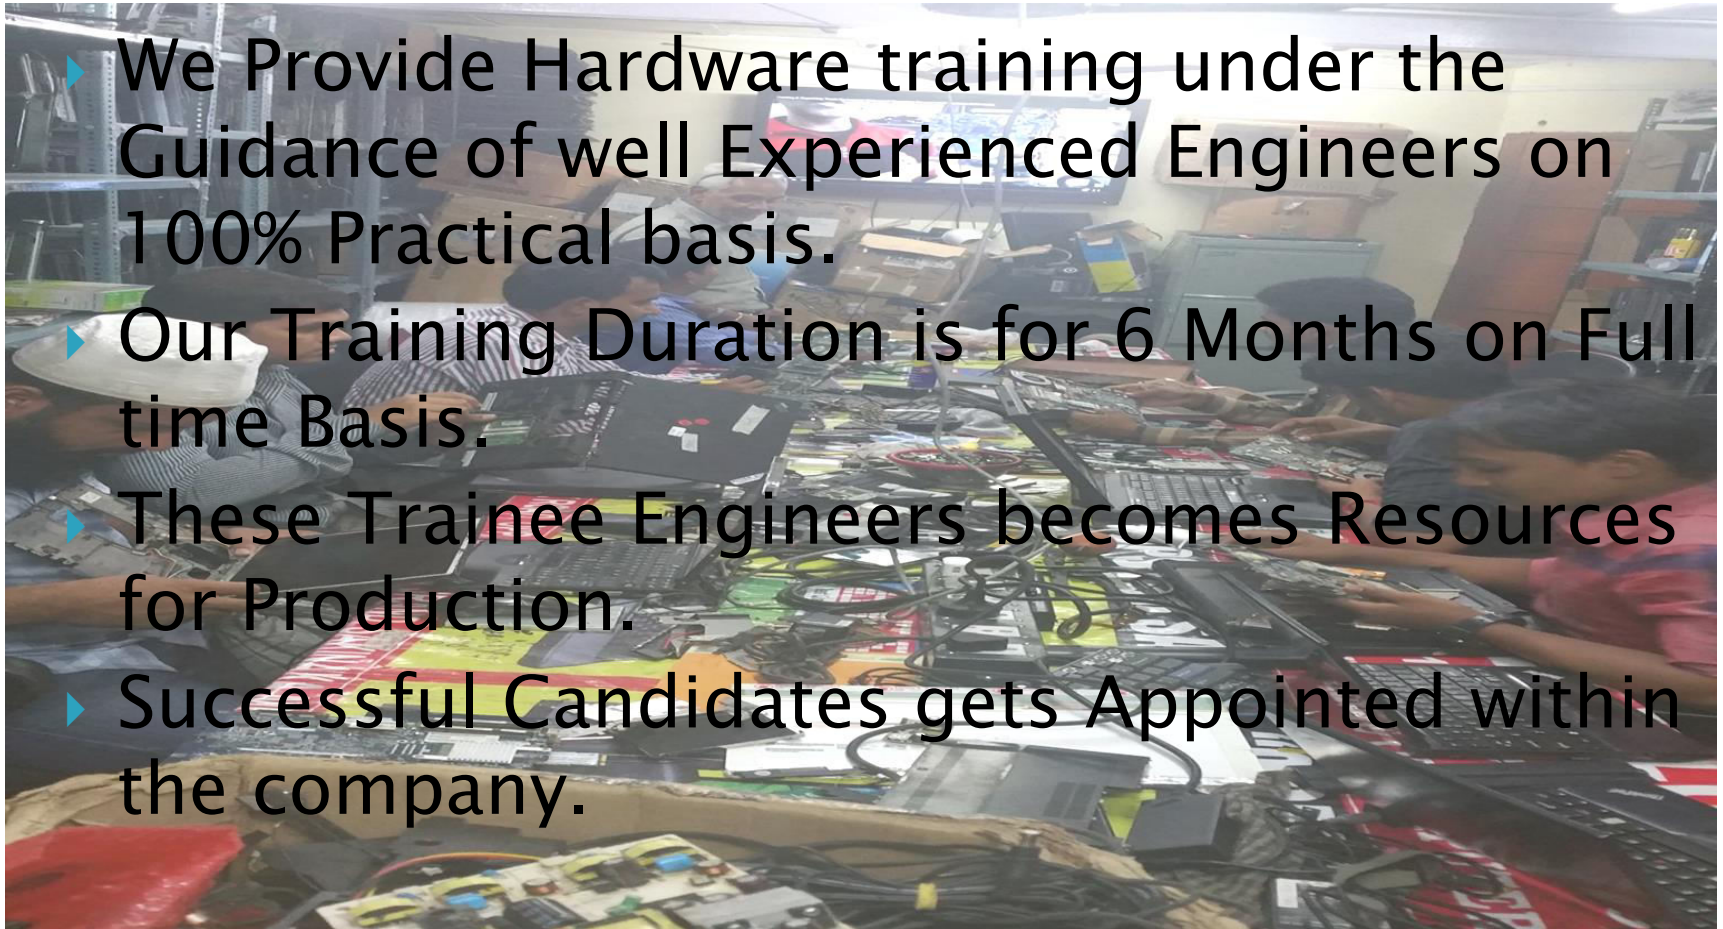 We Provide Hardware training under the
Guidance of well Experienced Engineers on
100% Practical basis.
Our Training Duration is for 6 Months on Full
time Basis.
These Trainee Engineers becomes Resources
for Production.
Successful Candidates gets Appointed within
the company.